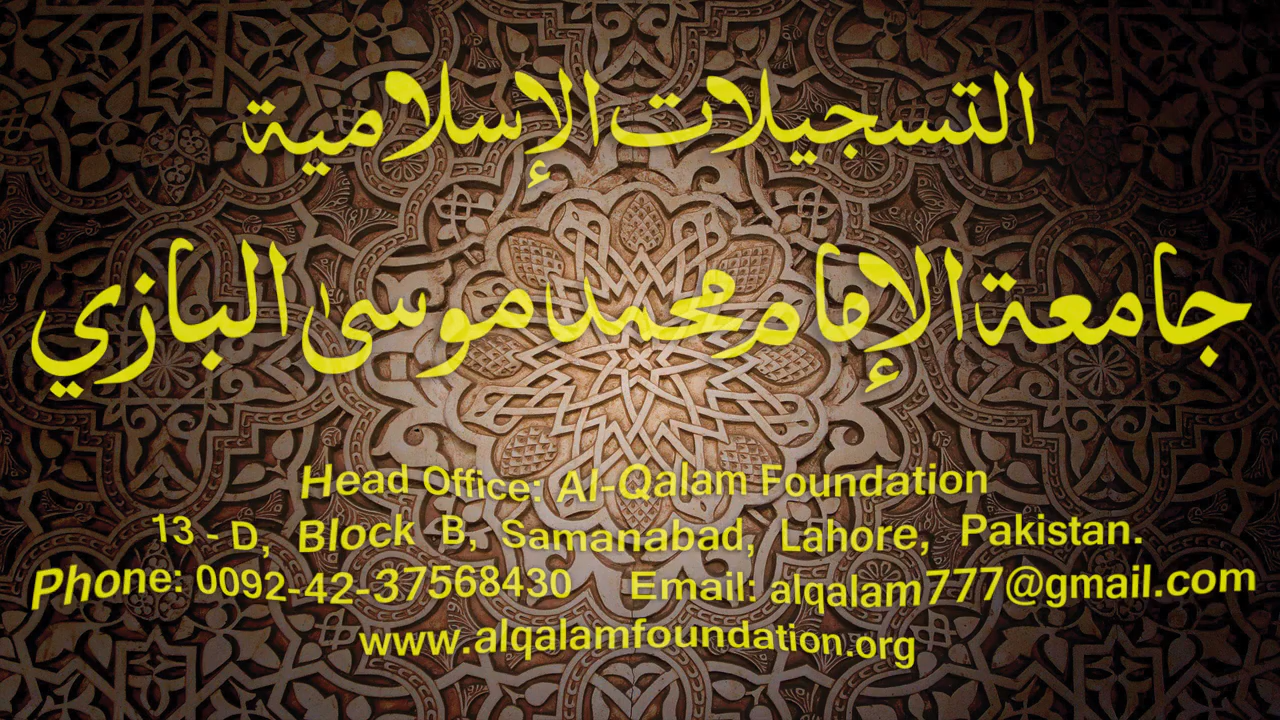 التسجيلات الإسلامية
جامعة الإمام محمد موسى البازي
Head Office: Al-Qalam Foundation
13 - D, Block B, Samanabad, Lahore, Pakistan.
Phone: 0092-42-37568430 Email: alqalam777@gmail.com
www.alqalamfoundation.org